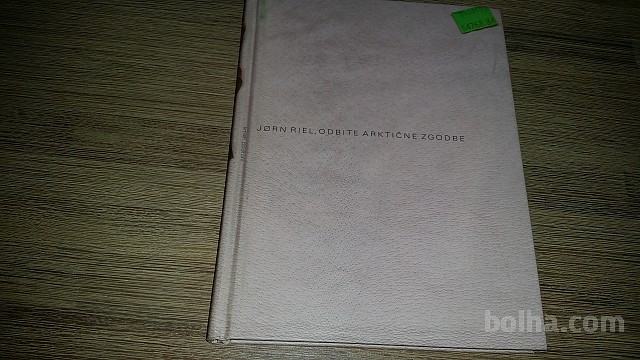 JØRN RIEL, ODBITE ARKTIČNE ZGODBE
bolha.com